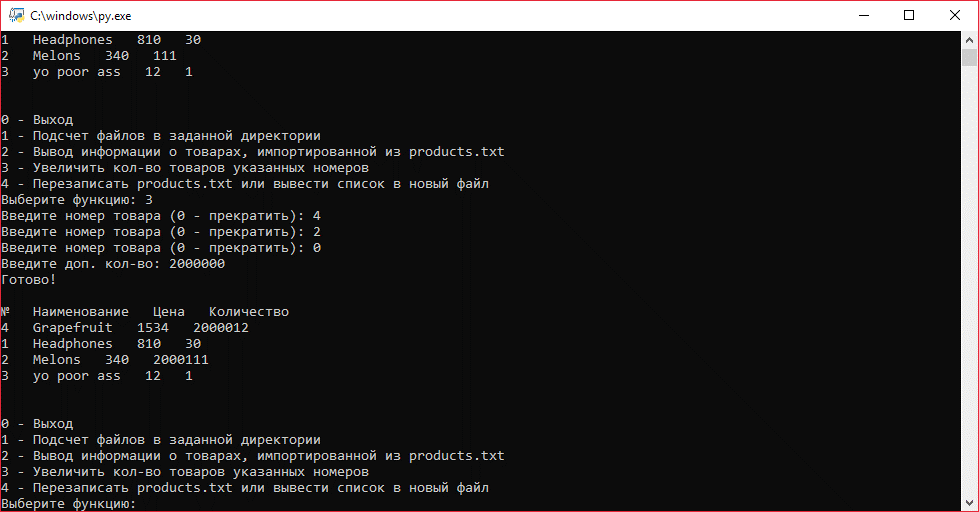 C:\windows\py.exe
1   Headphones   810   30
2   Melons   340   111
3   yo poor ass   12   1
0 - Выход
1 - Подсчет файлов в заданной директории
2 - Вывод информации о товарах, импортированной из products.txt
3 - Увеличить кол-во товаров указанных номеров
4 - Перезаписать products.txt или вывести список в новый файл
Выберите функцию: 3
Введите номер товара (0 - прекратить): 4
Введите номер товара (0 - прекратить): 2
Введите номер товара (0 - прекратить): 0
Введите доп. кол-во: 2000000
Готово!
№   Наименование   Цена   Количество
4   Grapefruit   1534   2000012
1   Headphones   810   30
2   Melons   340   2000111
3   yo poor ass   12   1
0 - Выход
1 - Подсчет файлов в заданной директории
2 - Вывод информации о товарах, импортированной из products.txt
3 - Увеличить кол-во товаров указанных номеров
4 - Перезаписать products.txt или вывести список в новый файл
Выберите функцию: